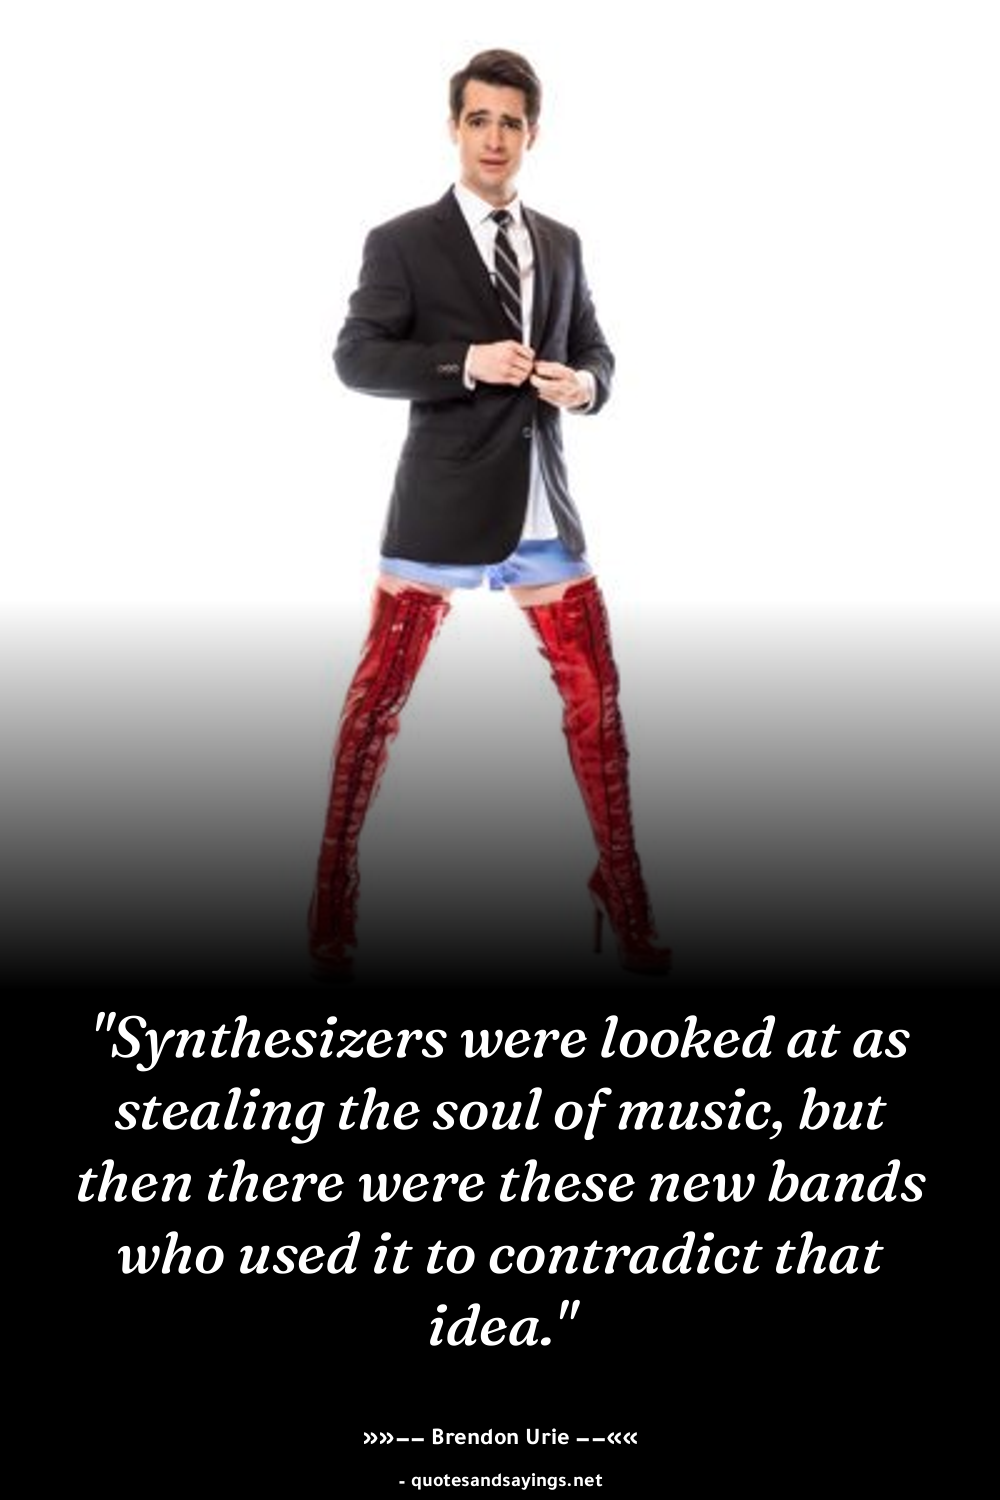 "Synthesizers were looked at as
stealing the soul of music, but
then there were these new bands
who used it to contradict that
idea."
»»−− Brendon Urie −−««
- quotesandsayings.net